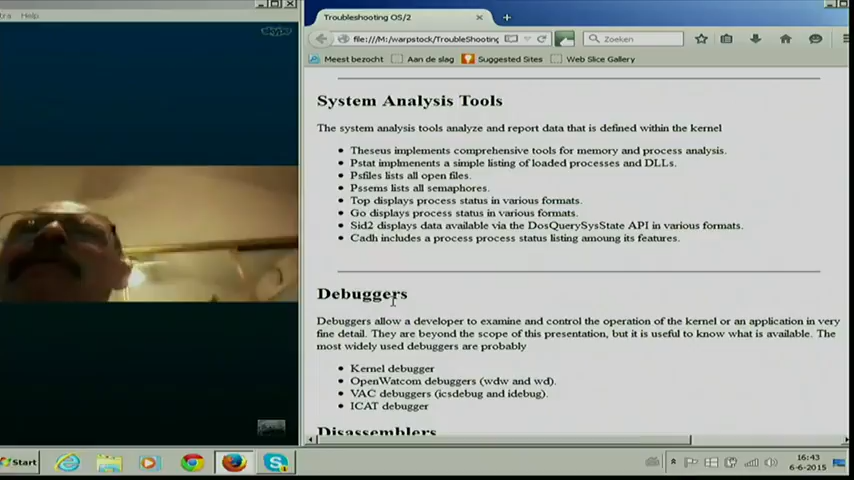 tra Help
Troubleshooting OS/2
file:///M:/warpstock/TroubleShooting
Zoeken
Meest bezocht
Aan de slag
Suggested Sites
Web Slice Gallery
skype
System Analysis Tools
The system analysis tools analyze and report data that is defined within the kernel
Theseus implements comprehensive tools for memory and process analysis.
Pstat implmenents a simple listing of loaded processes and DLLs.
Psfiles lists all open files.
Pssems lists all semaphores.
Top displays process status in various formats.
Go displays process status in various formats.
Sid2 displays data available via the DosQuerySysState API in various formats.
Cadh includes a process process status listing amoung its features.
Debuggers
Debuggers allow a developer to examine and control the operation of the kernel or an application in very
fine detail. They are beyond the scope of this presentation, but it is useful to know what is available. The
most widely used debuggers are probably
Kernel debugger
OpenWatcom debuggers (wdw and wd).
VAC debuggers (icsdebug and idebug).
ICAT debugger
Disassemblers
Start
16:43
6-6-2015